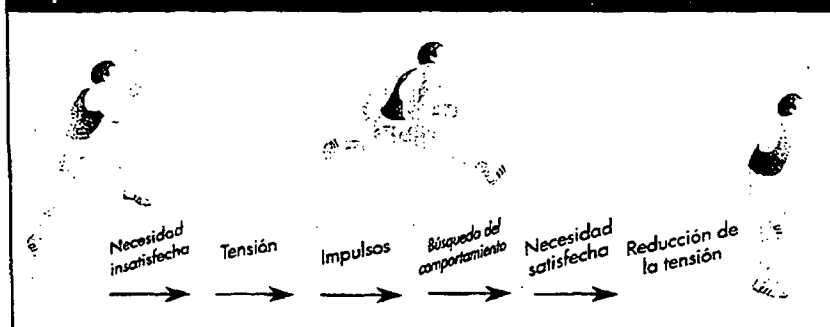 Necesidad
insatisfecha
Tensión
Impulsos
Búsqueda del
comportamiento
Necesidad
satisfecha
Reducción de
la tensión